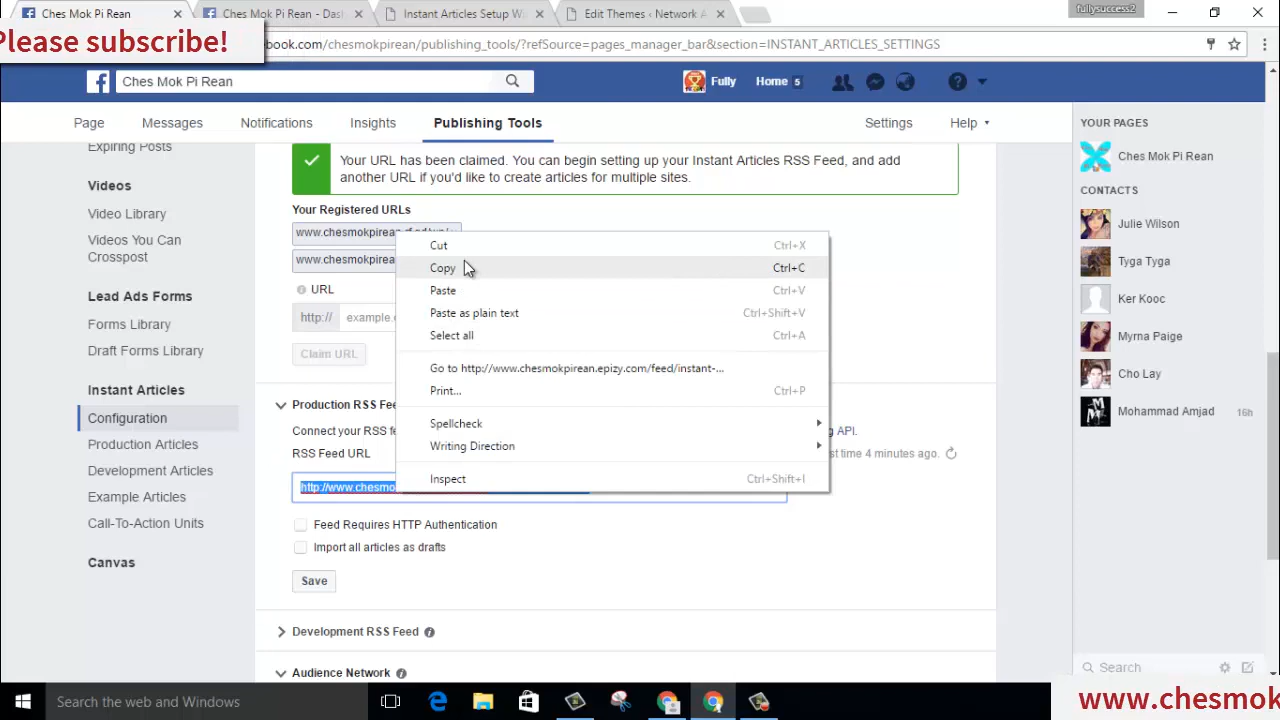 Ches Mok Pi Rean
Ches Mok Pi Rean - Das
Instant Articles Setup W
Edit Themes ‹ Network A
fullysuccess2
Please subscribe!
book.com/chesmokpirean/publishing_tools/?refSource=pages_manager_bar&section=INSTANT_ARTICLES_SETTINGS
Ches Mok Pi Rean
Fully
Home 5
Page
Messages
Notifications
Insights
Publishing Tools
Settings
Help
Expiring Posts
Videos
Video Library
Videos You Can
Crosspost
Lead Ads Forms
Forms Library
Draft Forms Library
Instant Articles
Configuration
Production Articles
Development Articles
Example Articles
Call-To-Action Units
Canvas
Your URL has been claimed. You can begin setting up your Instant Articles RSS Feed, and add
another URL if you'd like to create articles for multiple sites.
Your Registered URLs
www.chesmokpirean
www.chesmokpirea
URL
http://
example.c
Claim URL
Production RSS Fee
Connect your RSS fe
g API.
RSS Feed URL
st time 4 minutes ago.
http://www.chesmo
Feed Requires HTTP Authentication
Import all articles as drafts
Save
Development RSS Feed
Audience Network
Cut Ctrl+X
Copy Ctrl+C
Paste Ctrl+V
Paste as plain text Ctrl+Shift+V
Select all Ctrl+A
Go to http://www.chesmokpirean.epizy.com/feed/instant-...
Print... Ctrl+P
Spellcheck
Writing Direction
Inspect Ctrl+Shift+I
YOUR PAGES
Ches Mok Pi Rean
CONTACTS
Julie Wilson
Tyga Tyga
Ker Kooc
Myrna Paige
Cho Lay
Mohammad Amjad 16h
Search
Search the web and Windows
www.chesmok